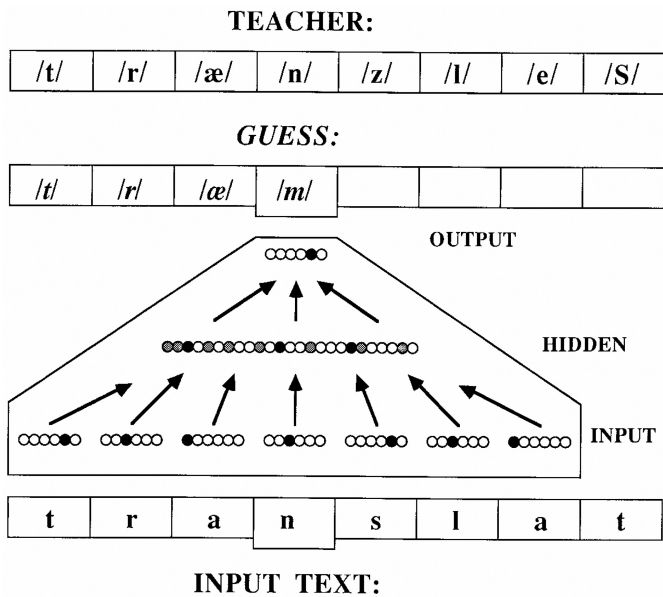 TEACHER:
/t/ /r/ /æ/ /n/ /z/ /l/ /e/ /S/
GUESS:
/t/ /r/ /æ/ /m/
OUTPUT
HIDDEN
INPUT
t r a n s l a t
INPUT TEXT: